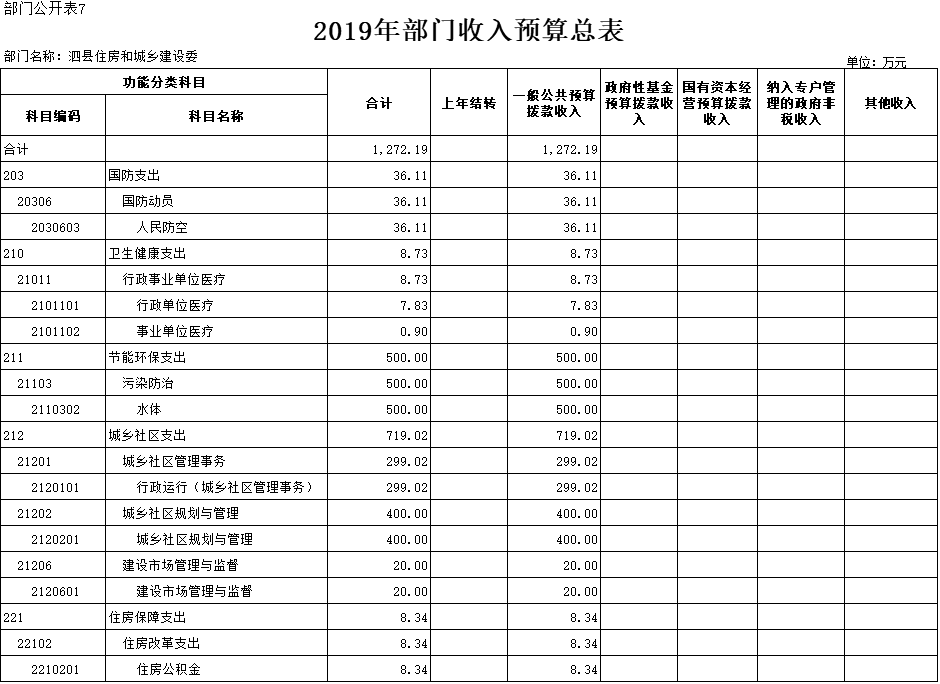 部门公开表7
2019年部门收入预算总表
部门名称：泗县住房和城乡建设委
单位：万元
功能分类科目 合计 上年结转 一般公共预算拨款收入 政府性基金预算拨款收入 国有资本经营预算拨款收入 纳入专户管理的政府非税收入 其他收入
科目编码 科目名称
合计 1,272.19 1,272.19
203 国防支出 36.11 36.11
20306 国防动员 36.11 36.11
2030603 人民防空 36.11 36.11
210 卫生健康支出 8.73 8.73
21011 行政事业单位医疗 8.73 8.73
2101101 行政单位医疗 7.83 7.83
2101102 事业单位医疗 0.90 0.90
211 节能环保支出 500.00 500.00
21103 污染防治 500.00 500.00
2110302 水体 500.00 500.00
212 城乡社区支出 719.02 719.02
21201 城乡社区管理事务 299.02 299.02
2120101 行政运行（城乡社区管理事务） 299.02 299.02
21202 城乡社区规划与管理 400.00 400.00
2120201 城乡社区规划与管理 400.00 400.00
21206 建设市场管理与监督 20.00 20.00
2120601 建设市场管理与监督 20.00 20.00
221 住房保障支出 8.34 8.34
22102 住房改革支出 8.34 8.34
2210201 住房公积金 8.34 8.34